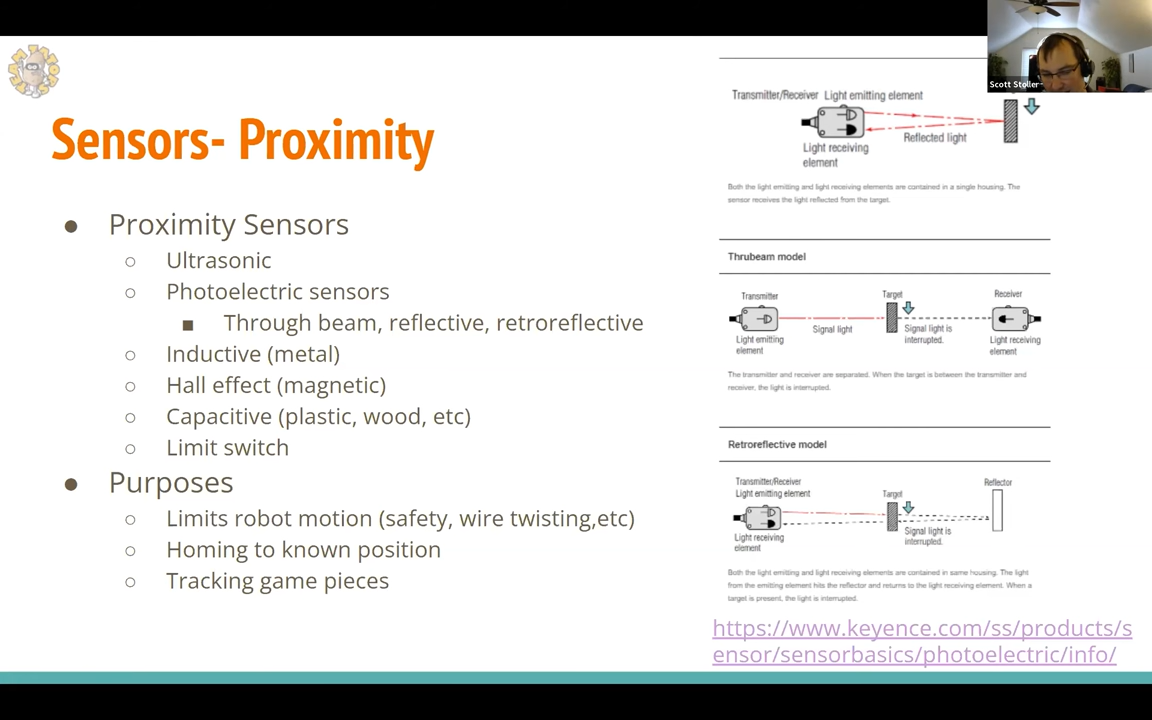 Scott Stoller
Sensors- Proximity
● Proximity Sensors
○ Ultrasonic
○ Photoelectric sensors
■ Through beam, reflective, retroreflective
○ Inductive (metal)
○ Hall effect (magnetic)
○ Capacitive (plastic, wood, etc)
○ Limit switch
● Purposes
○ Limits robot motion (safety, wire twisting,etc)
○ Homing to known position
○ Tracking game pieces
Transmitter/Receiver Light emitting element
Reflected light
Light receiving
element
Both the light emitting and light receiving elements are contained in a single housing. The
sensor receives the light reflected from the target.
Thrubeam model
Transmitter
Target
Receiver
Signal light
Signal light is
interrupted.
Light emitting
element
Light receiving
element
The transmitter and receiver are separated. When the target is between the transmitter and
receiver, the light is interrupted.
Retroreflective model
Transmitter/Receiver
Light emitting element
Target
Reflector
Signal light is
interrupted.
Light receiving
element
Both the light emitting and light receiving elements are contained in same housing. The light
from the emitting element hits the reflector and returns to the light receiving element. When a
target is present, the light is interrupted.
https://www.keyence.com/ss/products/s
ensor/sensorbasics/photoelectric/info/